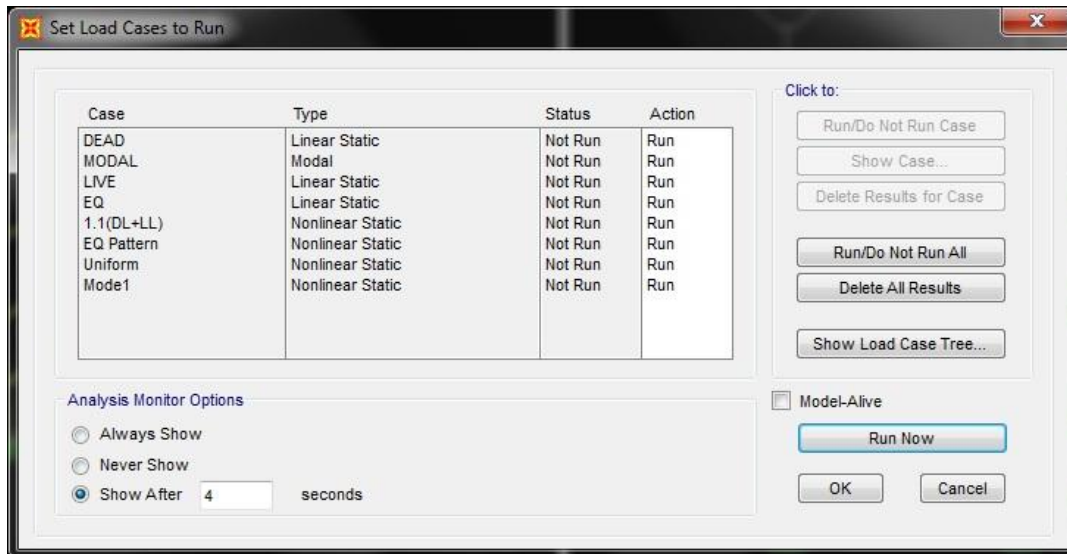 Set Load Cases to Run
Case Type Status Action
DEAD Linear Static Not Run Run
MODAL Modal Not Run Run
LIVE Linear Static Not Run Run
EQ Linear Static Not Run Run
1.1(DL+LL) Nonlinear Static Not Run Run
EQ Pattern Nonlinear Static Not Run Run
Uniform Nonlinear Static Not Run Run
Mode1 Nonlinear Static Not Run Run
Click to:
Run/Do Not Run Case
Show Case...
Delete Results for Case
Run/Do Not Run All
Delete All Results
Show Load Case Tree...
Analysis Monitor Options
Always Show
Never Show
Show After 4 seconds
Model-Alive
Run Now
OK Cancel